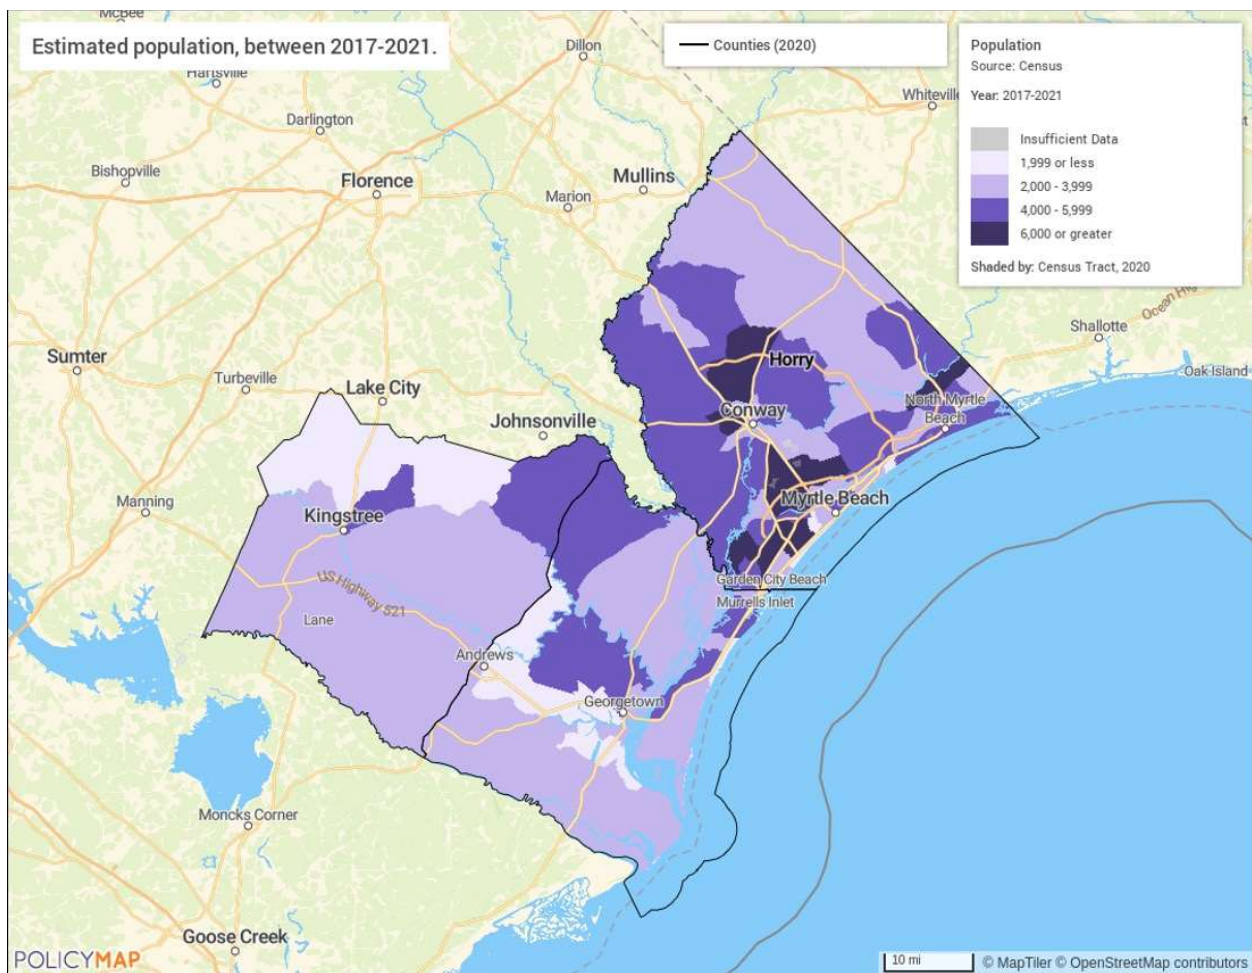 McBee
Estimated population, between 2017-2021.
Dillon
Counties (2020)
Population
Source: Census
Year: 2017-2021
Insufficient Data
1,999 or less
2,000 - 3,999
4,000 - 5,999
6,000 or greater
Shaded by: Census Tract, 2020
Hartsville
Whiteville
Darlington
Bishopville
Florence
Mullins
Marion
Ocean Hig
Shallotte
Sumter
Horry
Oak Island
Turbeville
Lake City
Johnsonville
Conway
North Myrtle
Beach
Manning
Kingstree
Myrtle Beach
US Highway 521
Garden City Beach
Murrells Inlet
Lane
Andrews
Georgetown
Moncks Corner
Goose Creek
POLICYMAP
10 mi
© MapTiler © OpenStreetMap contributors